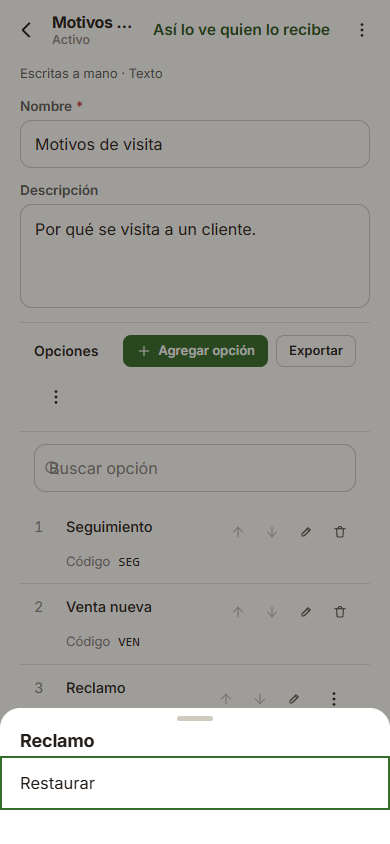 Motivos ...
Activo
Así lo ve quien lo recibe
Escritas a mano · Texto
Nombre *
Motivos de visita
Descripción
Por qué se visita a un cliente.
Opciones
Agregar opción
Exportar
Buscar opción
1 Seguimiento
Código SEG
2 Venta nueva
Código VEN
3 Reclamo
Reclamo
Restaurar